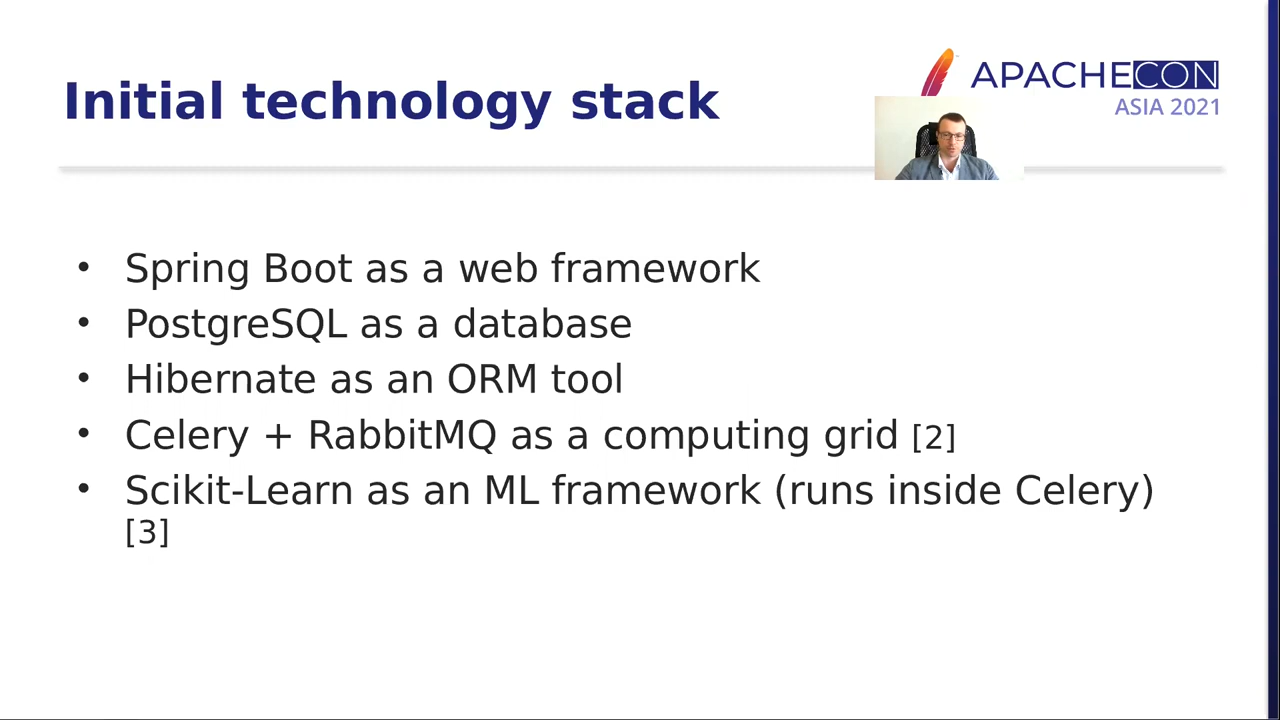 Initial technology stack
APACHECON
ASIA 2021
• Spring Boot as a web framework
• PostgreSQL as a database
• Hibernate as an ORM tool
• Celery + RabbitMQ as a computing grid [2]
• Scikit-Learn as an ML framework (runs inside Celery)
[3]